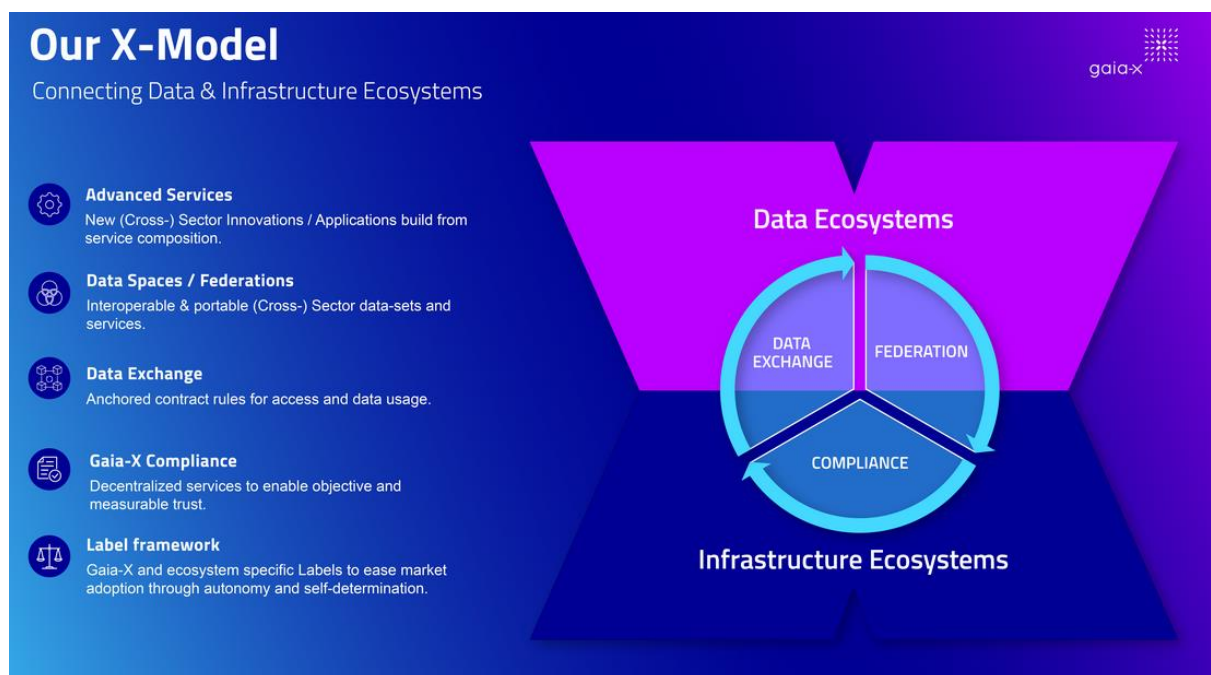 Our X-Model
Connecting Data & Infrastructure Ecosystems
gaia-x
Advanced Services
New (Cross-) Sector Innovations / Applications build from
service composition.
Data Spaces / Federations
Interoperable & portable (Cross-) Sector data-sets and
services.
Data Exchange
Anchored contract rules for access and data usage.
Gaia-X Compliance
Decentralized services to enable objective and
measurable trust.
Label framework
Gaia-X and ecosystem specific Labels to ease market
adoption through autonomy and self-determination.
Data Ecosystems
DATA
EXCHANGE
FEDERATION
COMPLIANCE
Infrastructure Ecosystems